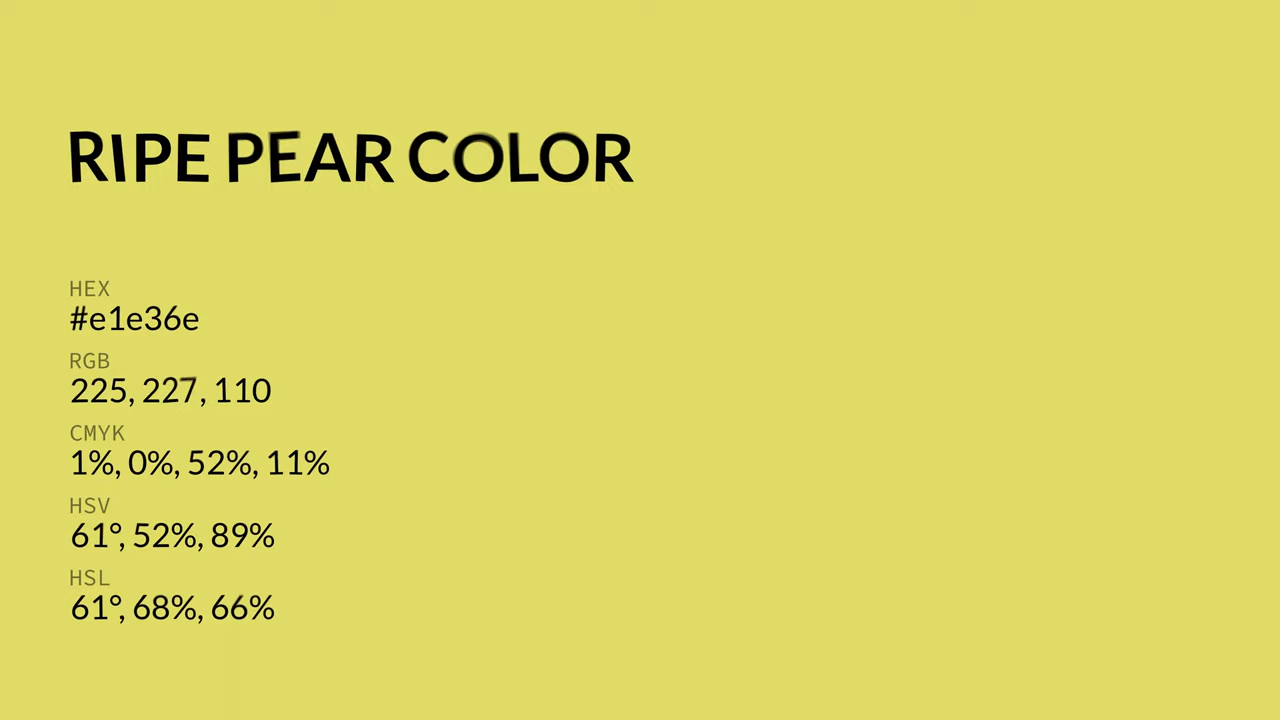 RIPE PEAR COLOR
HEX
#e1e36e
RGB
225, 227, 110
CMYK
1%, 0%, 52%, 11%
HSV
61°, 52%, 89%
HSL
61°, 68%, 66%